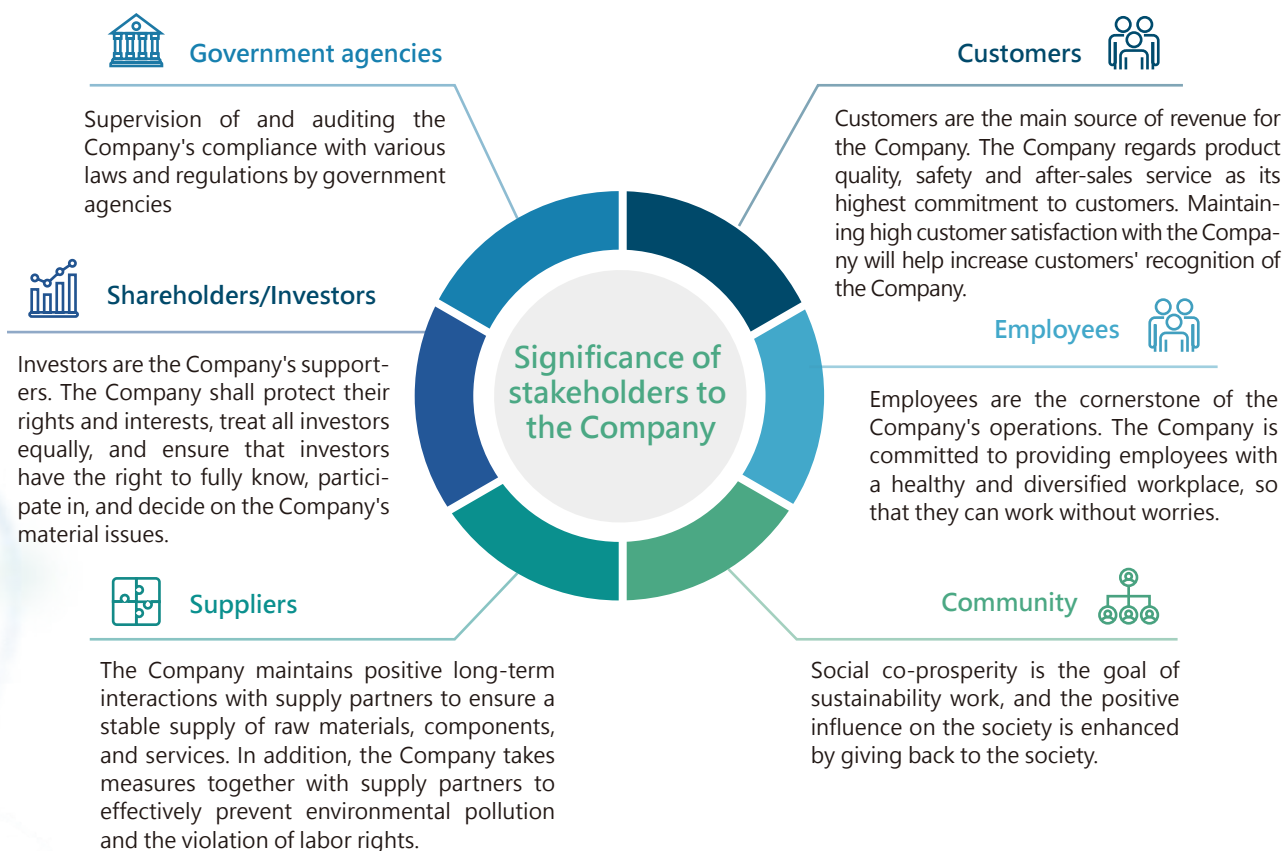 Government agencies
Supervision of and auditing the
Company's compliance with various
laws and regulations by government
agencies
Shareholders/Investors
Investors are the Company's support-
ers. The Company shall protect their
rights and interests, treat all investors
equally, and ensure that investors
have the right to fully know, partici-
pate in, and decide on the Company's
material issues.
Suppliers
The Company maintains positive long-term
interactions with supply partners to ensure a
stable supply of raw materials, components,
and services. In addition, the Company takes
measures together with supply partners to
effectively prevent environmental pollution
and the violation of labor rights.
Significance of
stakeholders to
the Company
Customers
Customers are the main source of revenue for
the Company. The Company regards product
quality, safety and after-sales service as its
highest commitment to customers. Maintain-
ing high customer satisfaction with the Compa-
ny will help increase customers' recognition of
the Company.
Employees
Employees are the cornerstone of the
Company's operations. The Company is
committed to providing employees with
a healthy and diversified workplace, so
that they can work without worries.
Community
Social co-prosperity is the goal of
sustainability work, and the positive
influence on the society is enhanced
by giving back to the society.